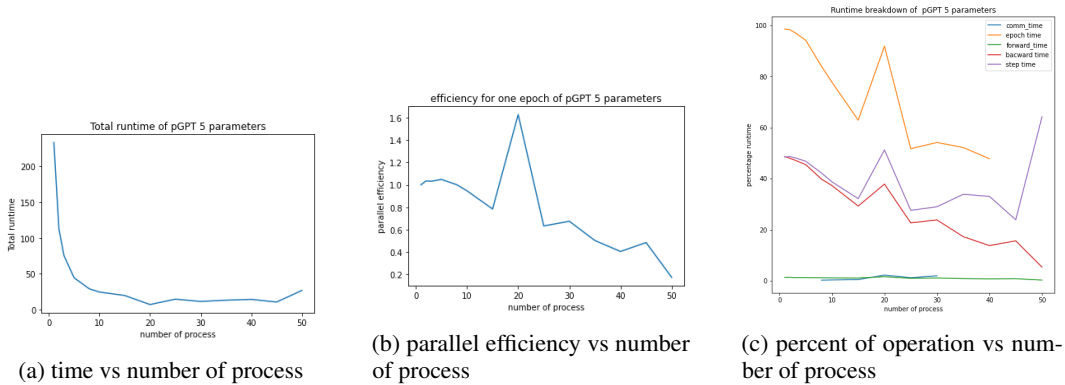 Total runtime of pGPT 5 parameters
Total runtime
200
150
100
50
0
0 10 20 30 40 50
number of process
(a) time vs number of process
efficiency for one epoch of pGPT 5 parameters
parallel efficiency
1.6
1.4
1.2
1.0
0.8
0.6
0.4
0.2
0 10 20 30 40 50
number of process
(b) parallel efficiency vs number
of process
Runtime breakdown of pGPT 5 parameters
percentage runtime
100
80
60
40
20
0
comm_time
epoch time
forward_time
bacward time
step time
0 10 20 30 40 50
number of process
(c) percent of operation vs num-
ber of process